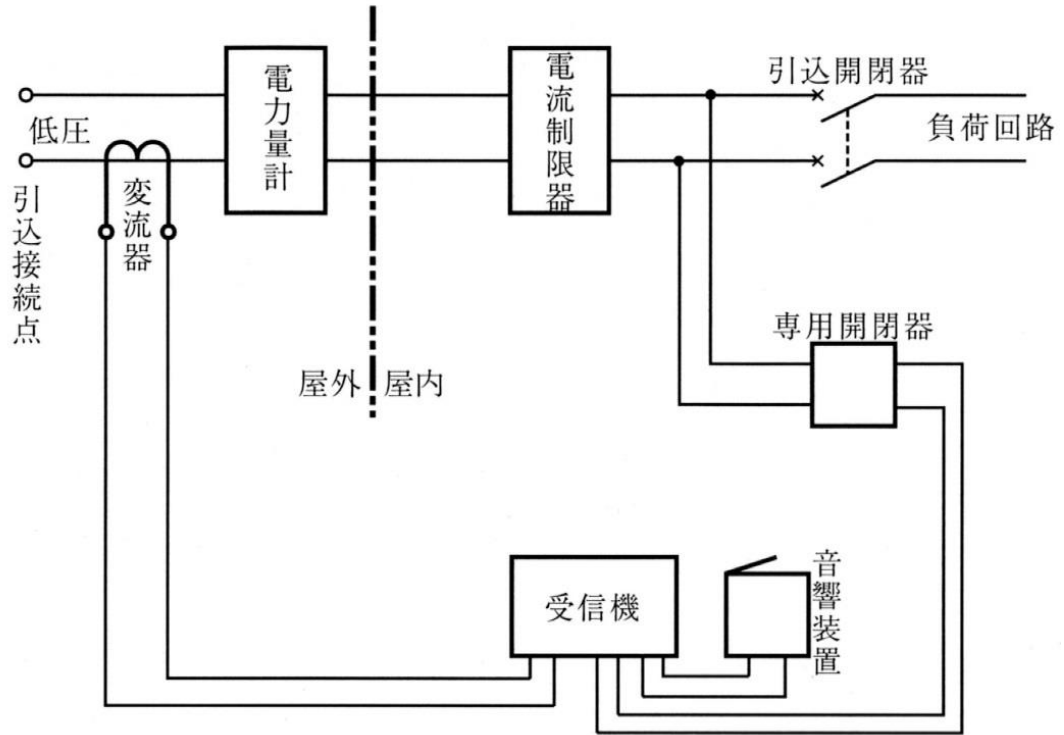 電力量計
電流制限器
引込開閉器
低圧
負荷回路
変流器
引込接続点
専用開閉器
屋外
屋内
受信機
音響装置